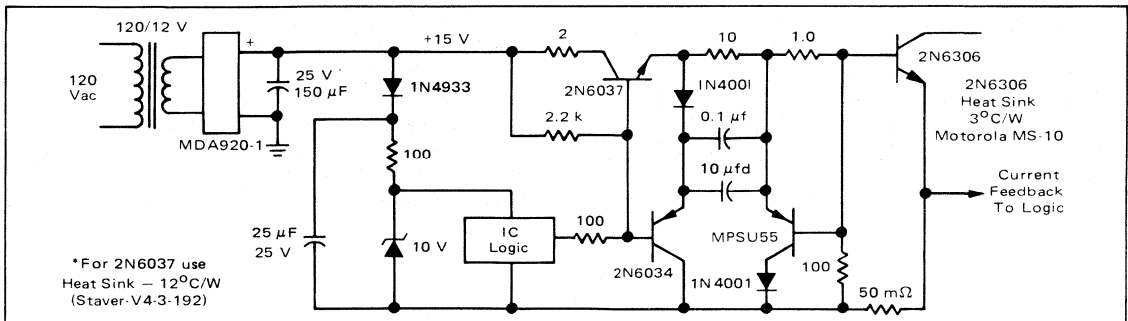 120/12 V
120
Vac
+
25 V
150 µF
MDA920-1
+15 V
1N4933
100
25 µF
25 V
10 V
*For 2N6037 use
Heat Sink – 12°C/W
(Staver-V4-3-192)
2
2N6037
2.2 k
IC
Logic
100
2N6034
10
1.0
1N4001
0.1 µf
10 µfd
MPSU55
1N4001
100
50 mΩ
2N6306
2N6306
Heat Sink
3°C/W
Motorola MS-10
Current
Feedback
To Logic